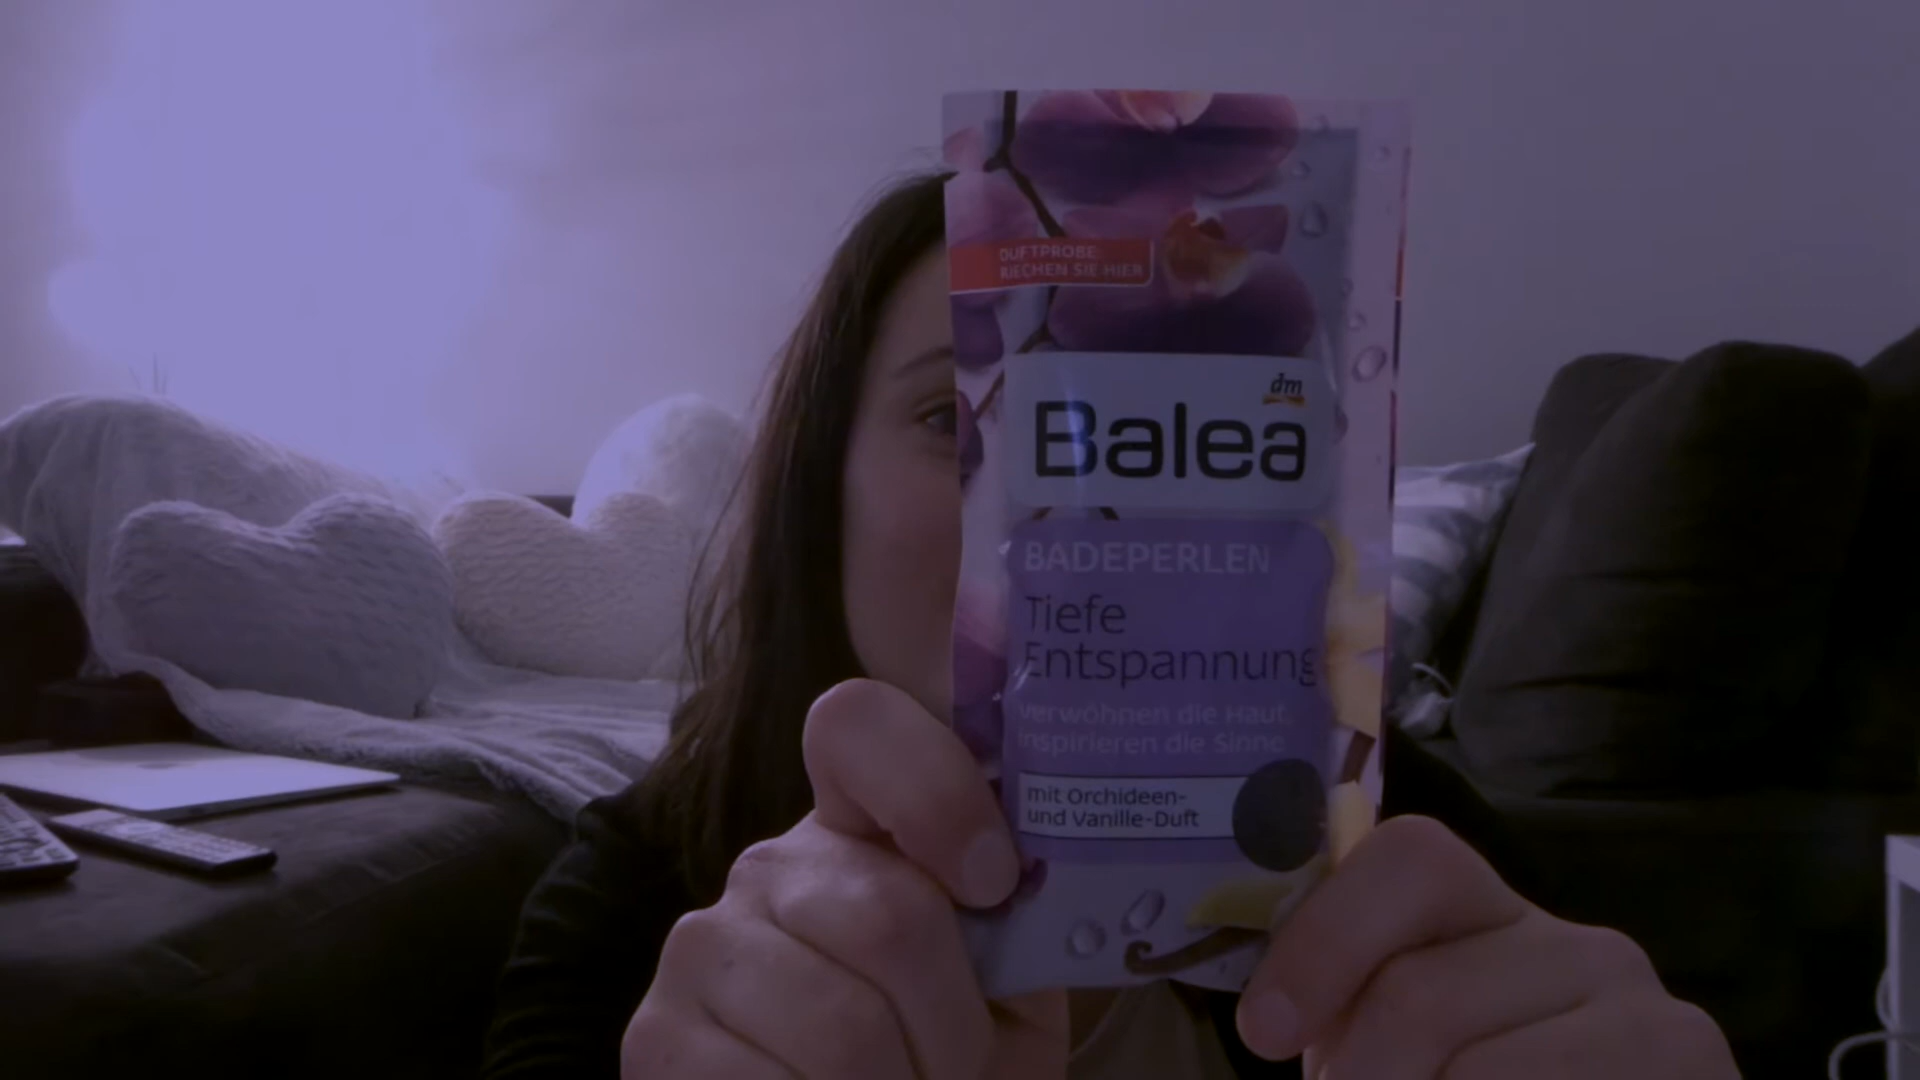 DUFTPROBE:
RIECHEN SIE HIER
dm
Balea
BADEPERLEN
Tiefe
Entspannung
verwöhnen die Haut,
inspirieren die Sinne
mit Orchideen-
und Vanille-Duft